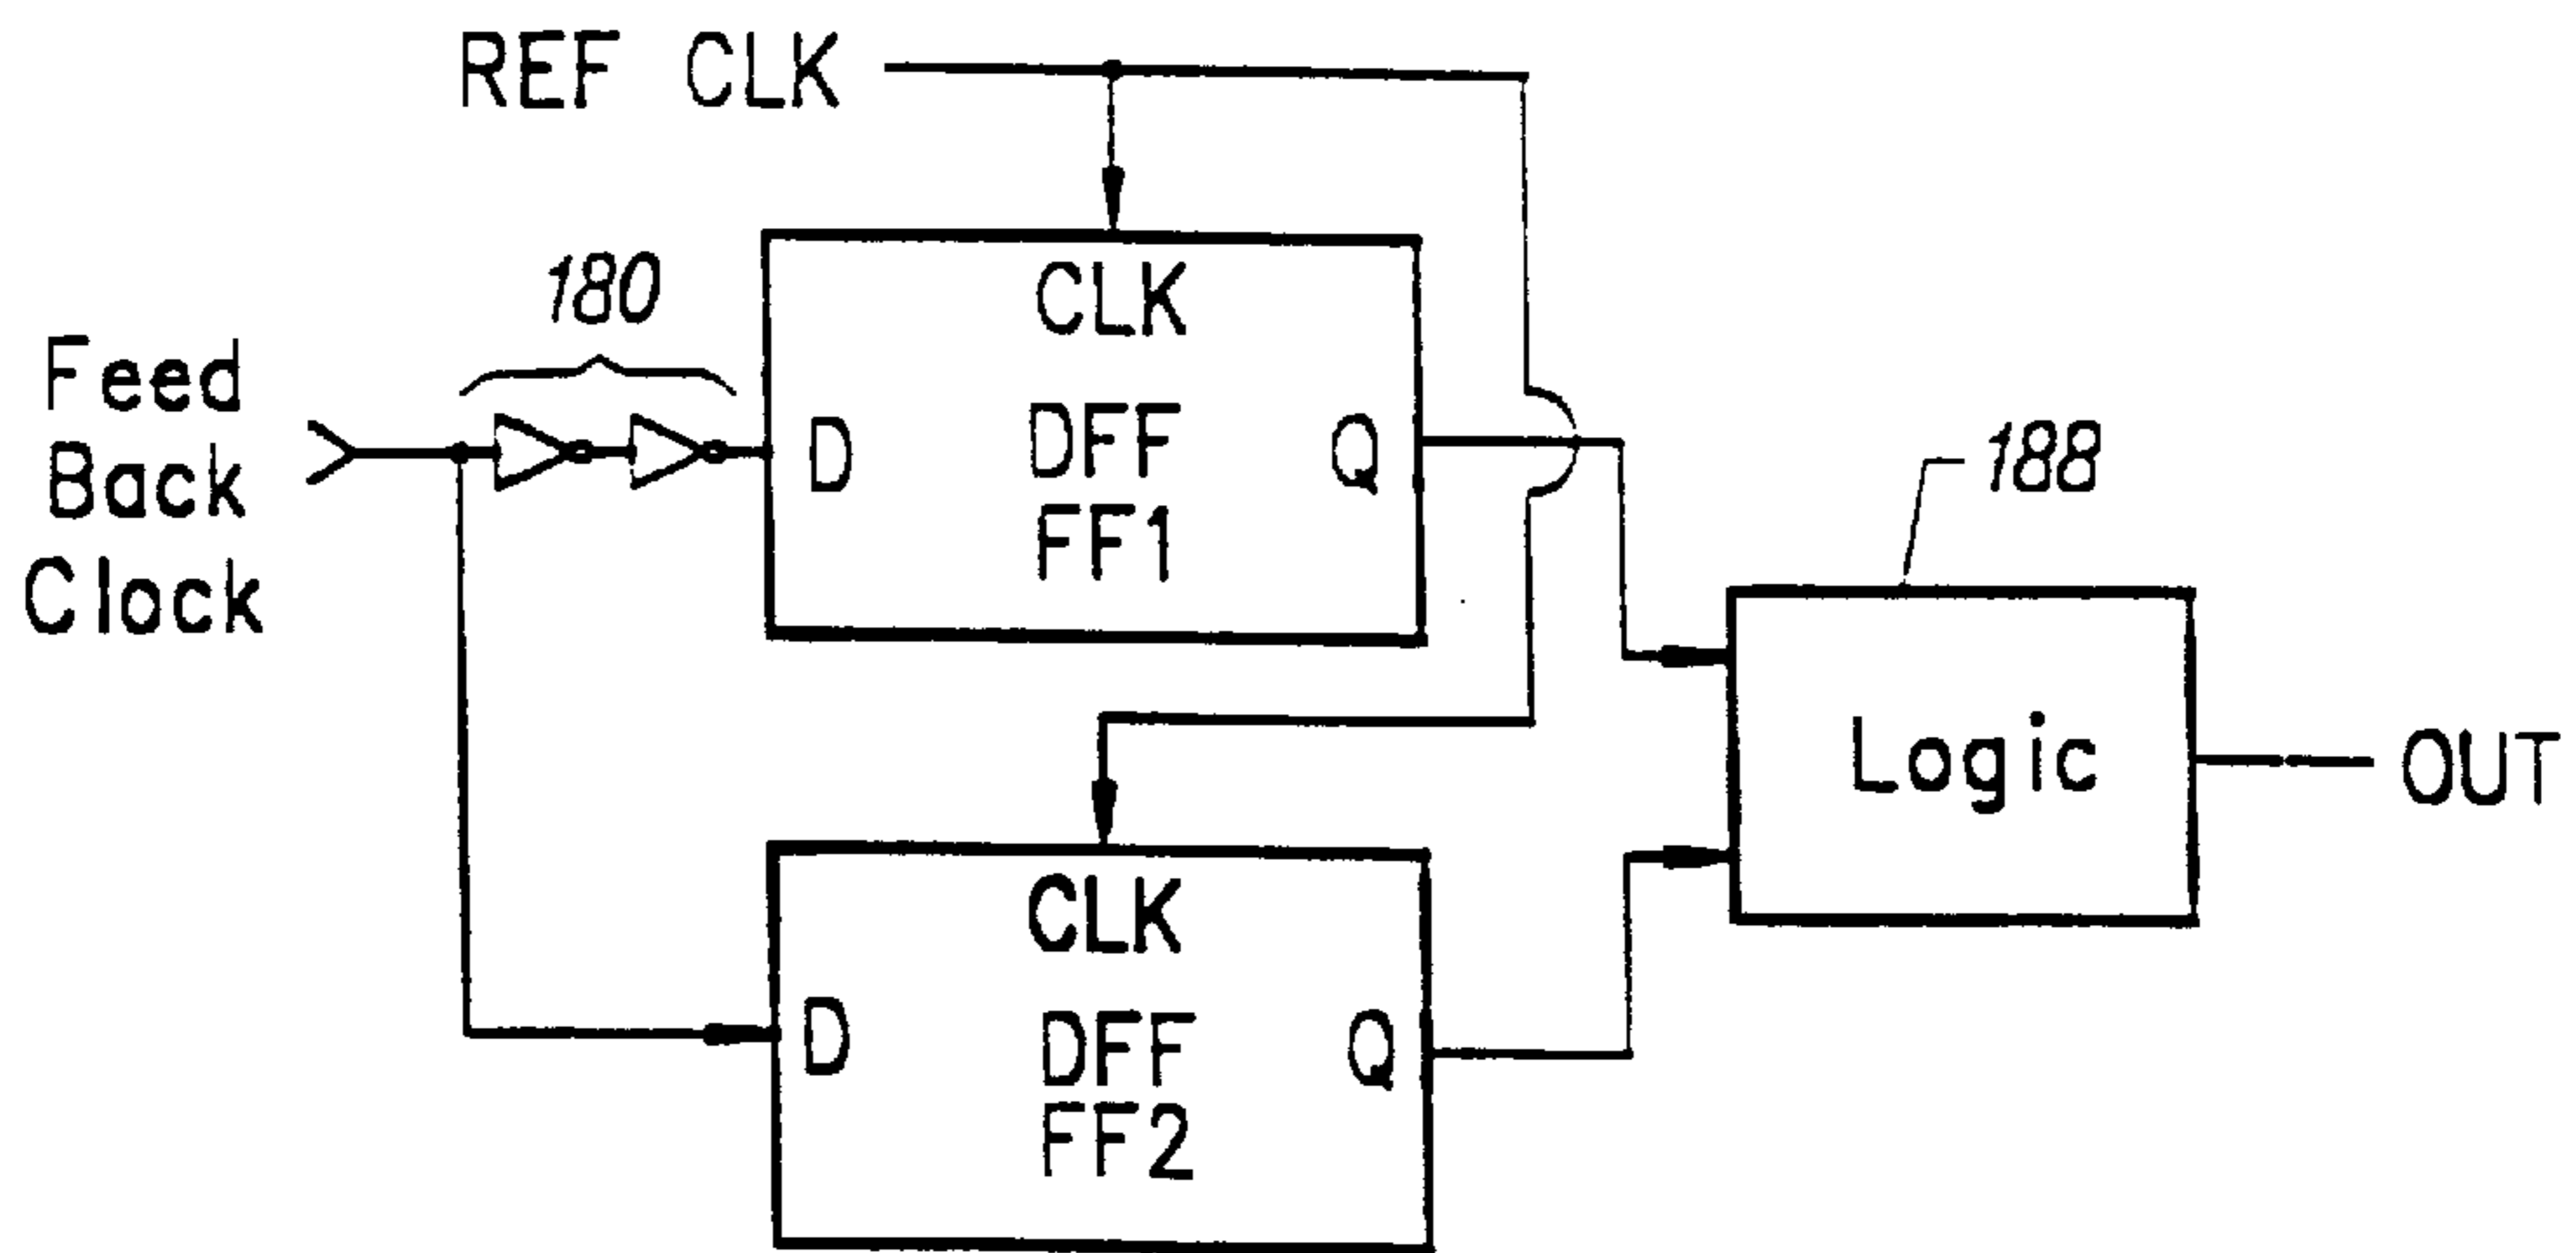 REF CLK
180
Feed
Back
Clock
CLK
D
DFF
Q
FF1
188
Logic
OUT
CLK
D
DFF
Q
FF2